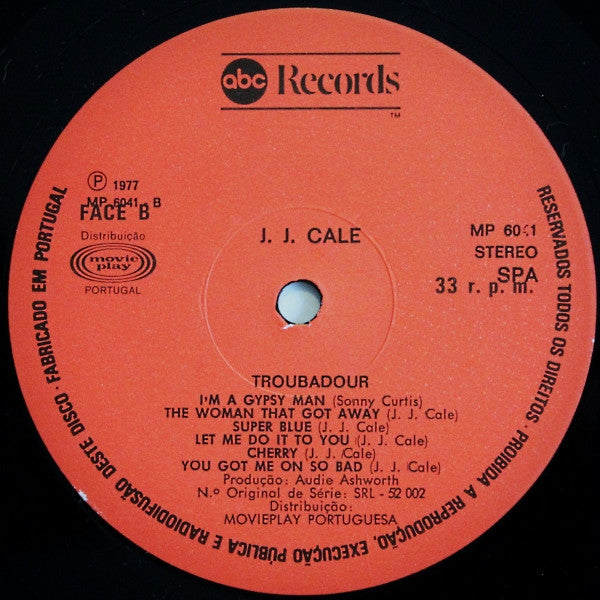 abc Records
TM
℗ 1977
MP 6041 - B
FACE B
Distribuição
movie play
PORTUGAL
J. J. CALE
MP 6041
STEREO
SPA
33 r. p. m.
TROUBADOUR
I'M A GYPSY MAN (Sonny Curtis)
THE WOMAN THAT GOT AWAY (J. J. Cale)
SUPER BLUE (J. J. Cale)
LET ME DO IT TO YOU (J. J. Cale)
CHERRY (J. J. Cale)
YOU GOT ME ON SO BAD (J. J. Cale)
Produção: Audie Ashworth
N.º Original de Série: SRL - 52 002
Distribuição:
MOVIEPLAY PORTUGUESA
RESERVADOS TODOS OS DIREITOS · PROIBIDA A REPRODUÇÃO, EXECUÇÃO PÚBLICA E RADIODIFUSÃO DESTE DISCO · FABRICADO EM PORTUGAL